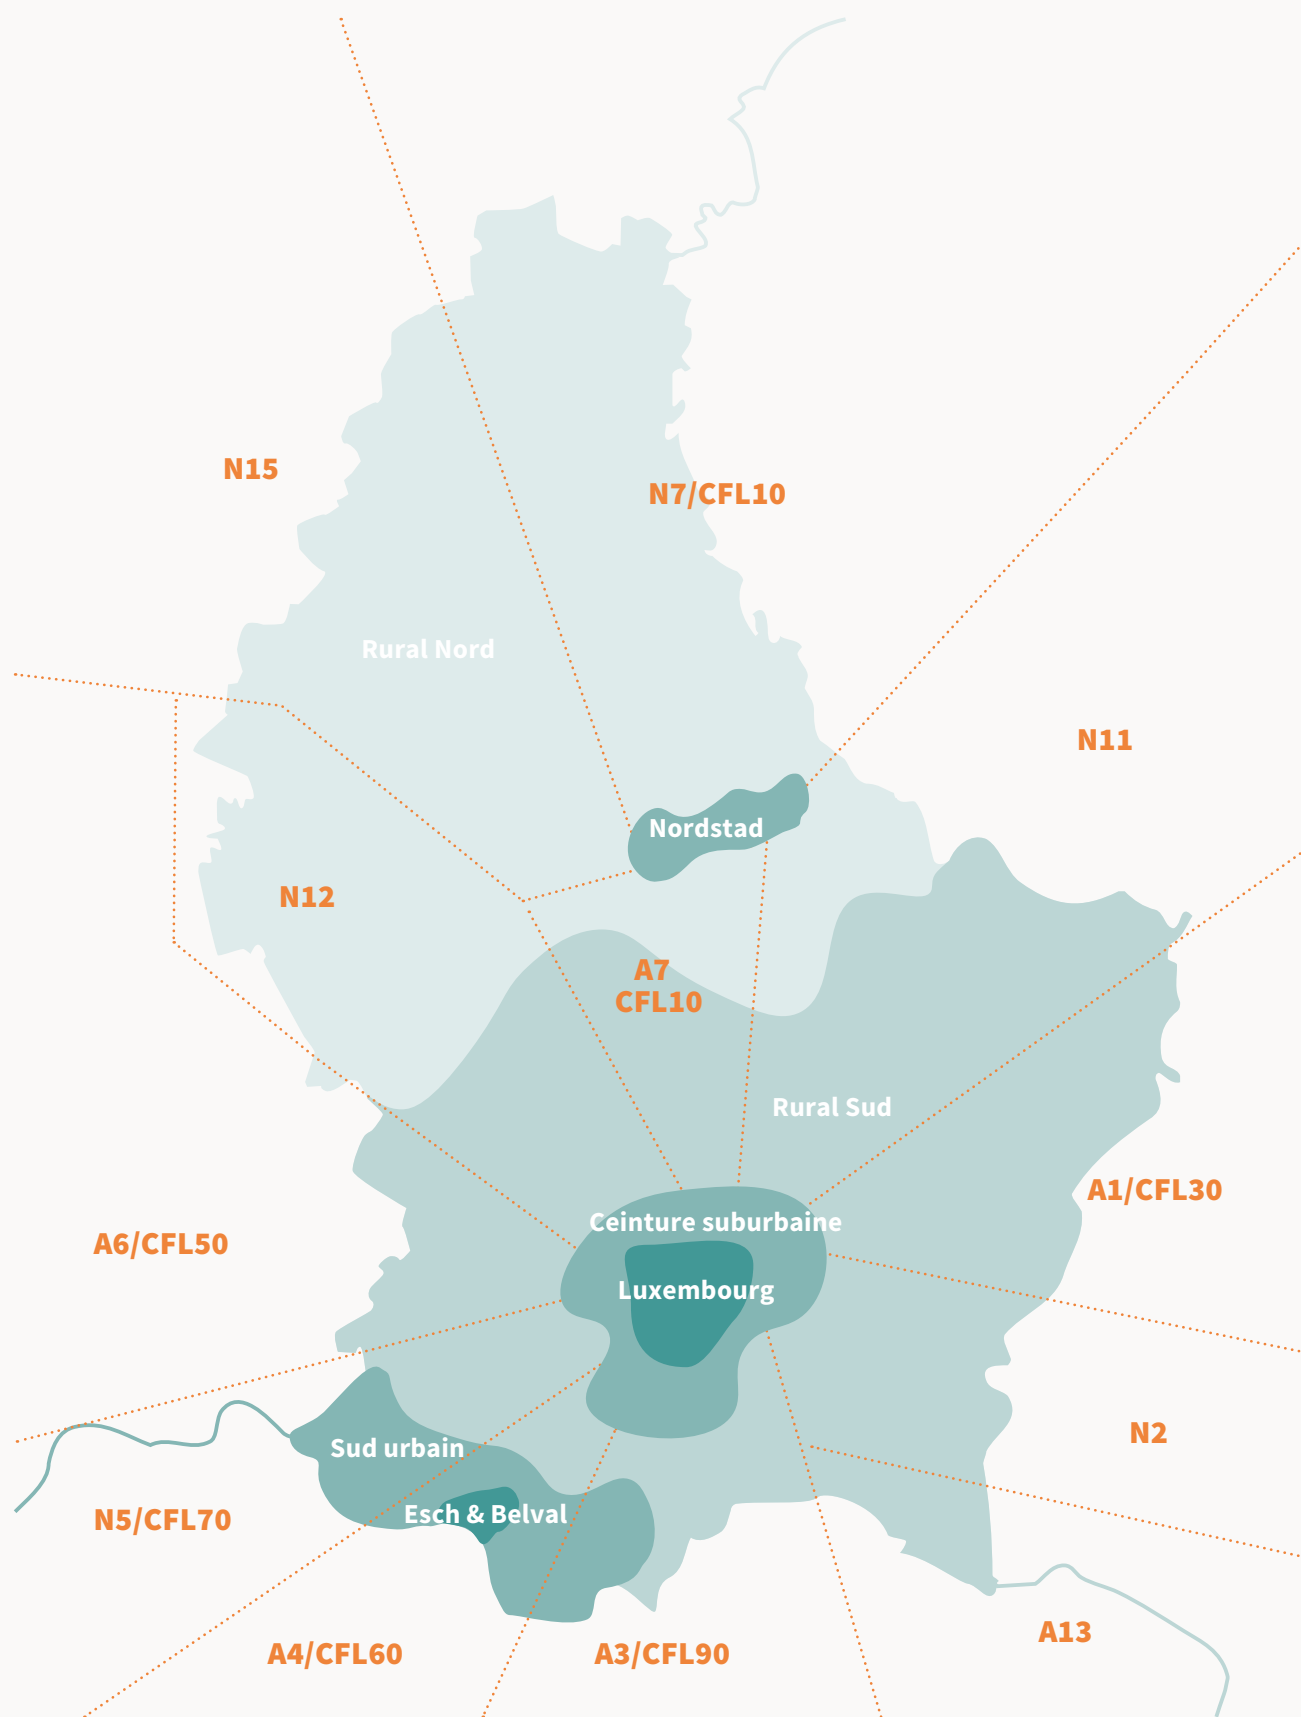 N15
N7/CFL10
Rural Nord
N11
Nordstad
N12
A7
CFL10
Rural Sud
A1/CFL30
Ceinture suburbaine
A6/CFL50
Luxembourg
N2
Sud urbain
Esch & Belval
N5/CFL70
A13
A4/CFL60
A3/CFL90